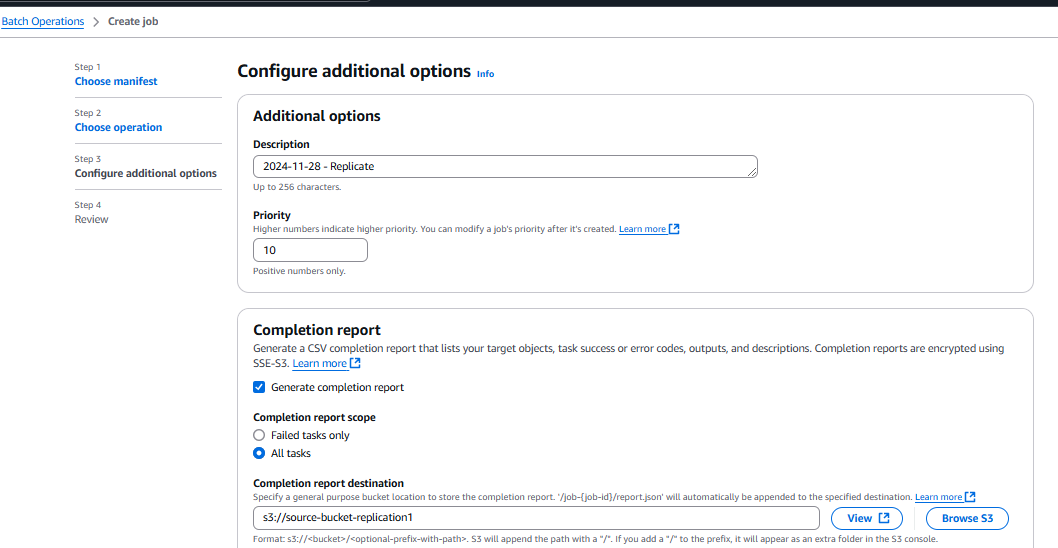 Batch Operations > Create job
Step 1
Choose manifest
Step 2
Choose operation
Step 3
Configure additional options
Step 4
Review
Configure additional options Info
Additional options
Description
2024-11-28 - Replicate
Up to 256 characters.
Priority
Higher numbers indicate higher priority. You can modify a job's priority after it's created. Learn more
10
Positive numbers only.
Completion report
Generate a CSV completion report that lists your target objects, task success or error codes, outputs, and descriptions. Completion reports are encrypted using
SSE-S3. Learn more
Generate completion report
Completion report scope
Failed tasks only
All tasks
Completion report destination
Specify a general purpose bucket location to store the completion report. '/job-{job-id}/report.json' will automatically be appended to the specified destination. Learn more
s3://source-bucket-replication1 View Browse S3
Format: s3://<bucket>/<optional-prefix-with-path>. S3 will append the path with a "/". If you add a "/" to the prefix, it will appear as an extra folder in the S3 console.